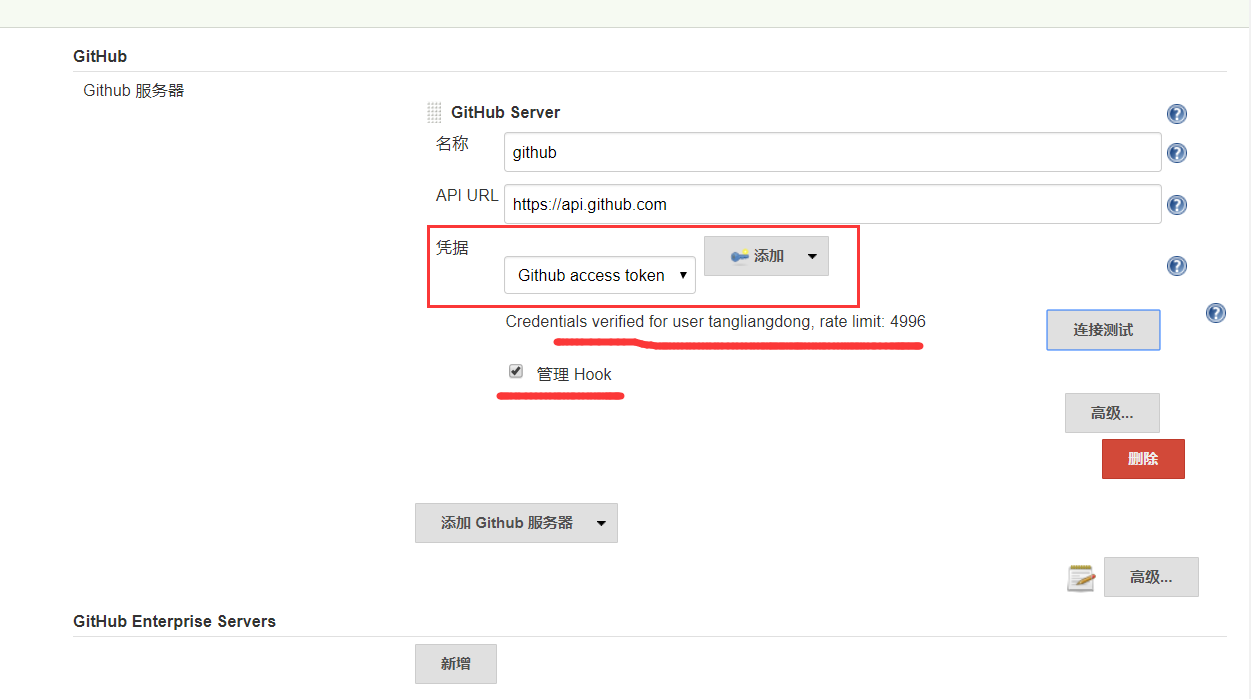 GitHub
Github 服务器
GitHub Server
名称
github
API URL
https://api.github.com
凭据
Github access token
添加
Credentials verified for user tangliangdong, rate limit: 4996
连接测试
管理 Hook
高级...
删除
添加 Github 服务器
高级...
GitHub Enterprise Servers
新增